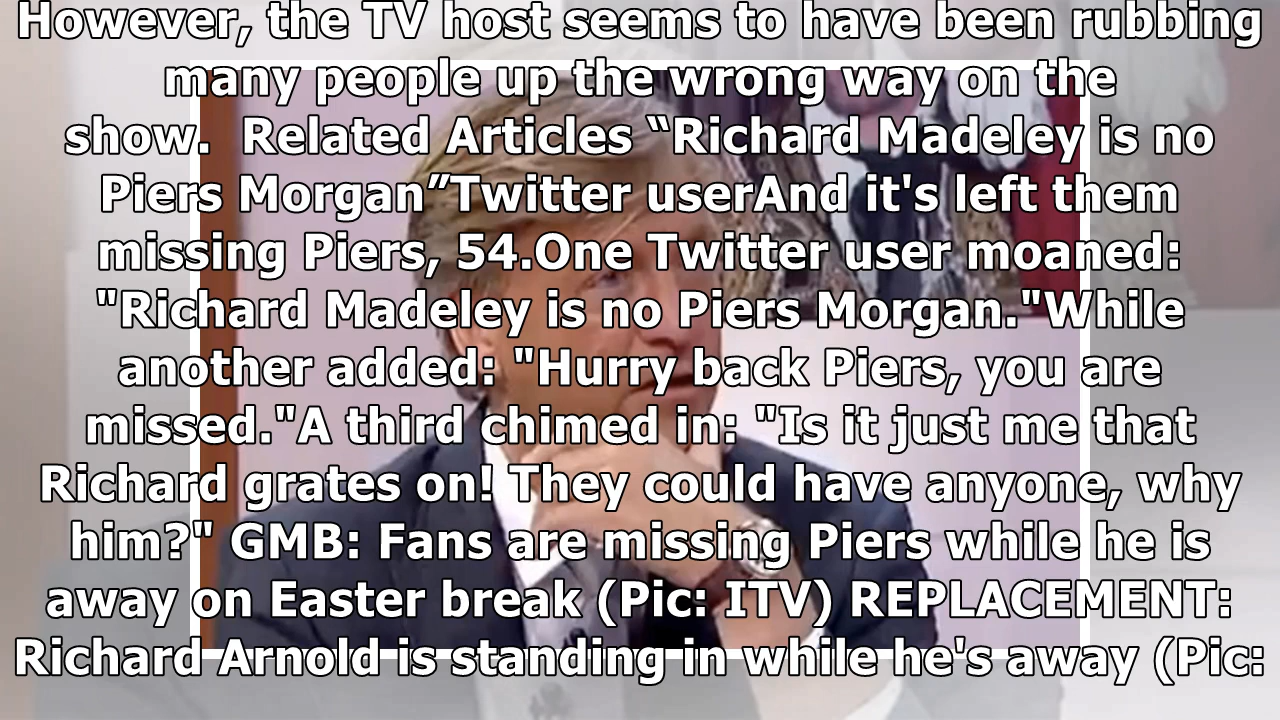 However, the TV host seems to have been rubbing
many people up the wrong way on the
show.  Related Articles “Richard Madeley is no
Piers Morgan”Twitter userAnd it's left them
missing Piers, 54.One Twitter user moaned:
"Richard Madeley is no Piers Morgan."While
another added: "Hurry back Piers, you are
missed."A third chimed in: "Is it just me that
Richard grates on! They could have anyone, why
him?" GMB: Fans are missing Piers while he is
away on Easter break (Pic: ITV) REPLACEMENT:
Richard Arnold is standing in while he's away (Pic: